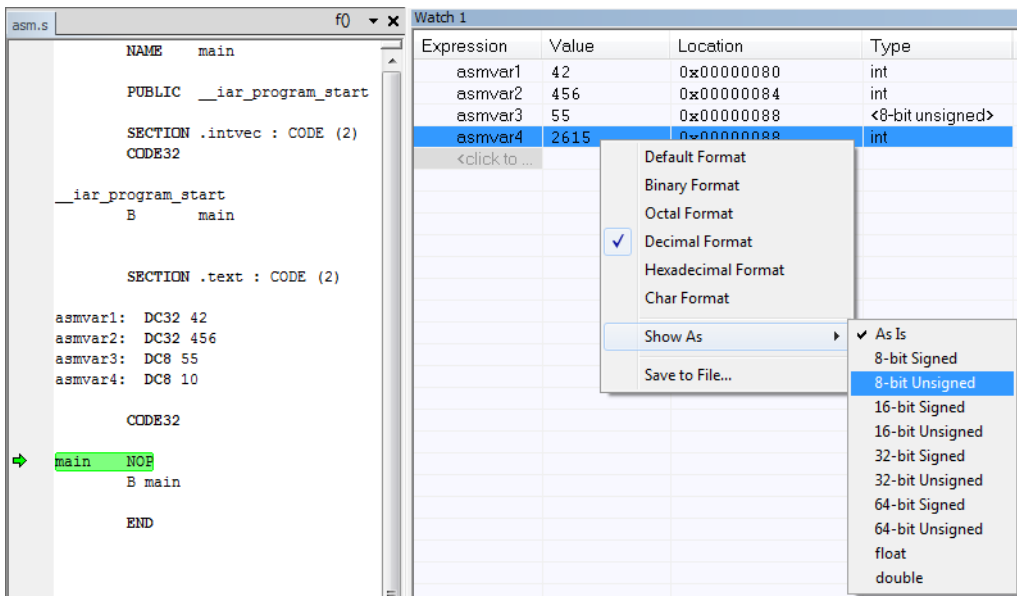 asm.s
f()
NAME main
PUBLIC __iar_program_start
SECTION .intvec : CODE (2)
CODE32
__iar_program_start
B main
SECTION .text : CODE (2)
asmvar1: DC32 42
asmvar2: DC32 456
asmvar3: DC8 55
asmvar4: DC8 10
CODE32
main NOP
B main
END
Watch 1
Expression Value Location Type
asmvar1 42 0x00000080 int
asmvar2 456 0x00000084 int
asmvar3 55 0x00000088 <8-bit unsigned>
asmvar4 2615 0x00000088 int
<click to ...
Default Format
Binary Format
Octal Format
Decimal Format
Hexadecimal Format
Char Format
Show As
Save to File...
As Is
8-bit Signed
8-bit Unsigned
16-bit Signed
16-bit Unsigned
32-bit Signed
32-bit Unsigned
64-bit Signed
64-bit Unsigned
float
double